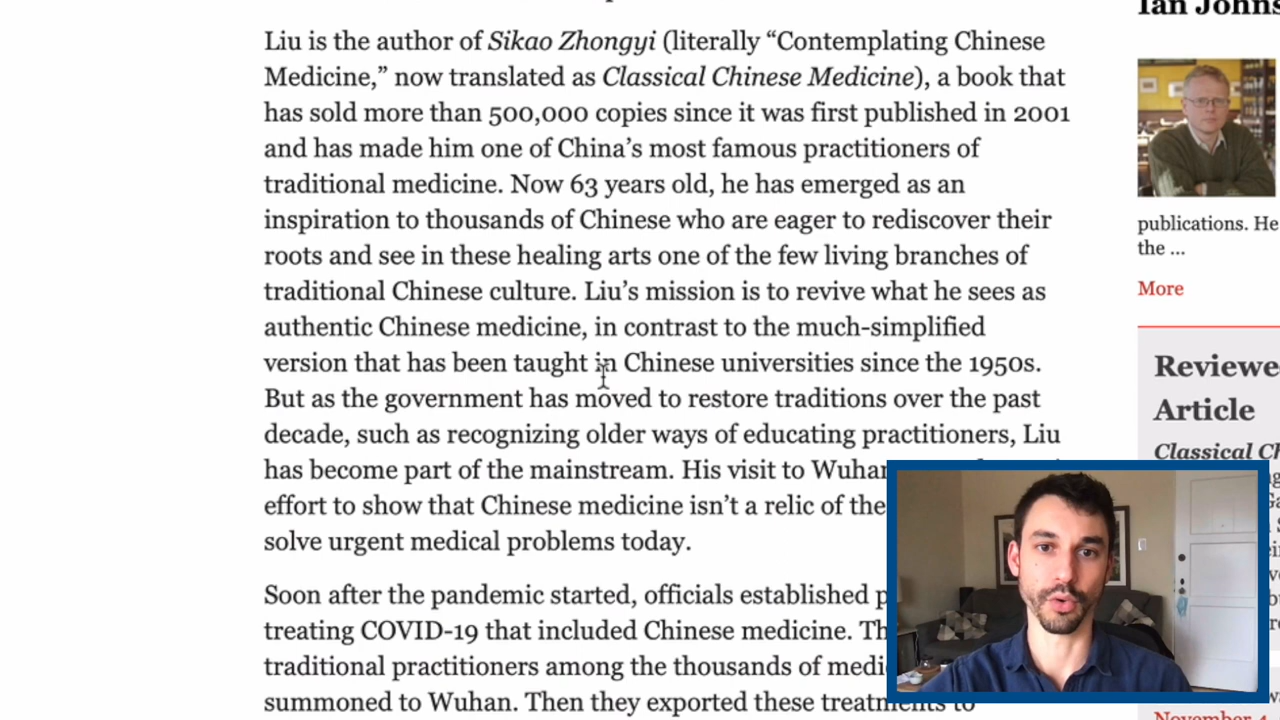 Liu is the author of Sikao Zhongyi (literally “Contemplating Chinese
Medicine,” now translated as Classical Chinese Medicine), a book that
has sold more than 500,000 copies since it was first published in 2001
and has made him one of China’s most famous practitioners of
traditional medicine. Now 63 years old, he has emerged as an
inspiration to thousands of Chinese who are eager to rediscover their
roots and see in these healing arts one of the few living branches of
traditional Chinese culture. Liu’s mission is to revive what he sees as
authentic Chinese medicine, in contrast to the much-simplified
version that has been taught in Chinese universities since the 1950s.
But as the government has moved to restore traditions over the past
decade, such as recognizing older ways of educating practitioners, Liu
has become part of the mainstream. His visit to Wuhan
effort to show that Chinese medicine isn’t a relic of the
solve urgent medical problems today.
Soon after the pandemic started, officials established p
treating COVID-19 that included Chinese medicine. Th
traditional practitioners among the thousands of medi
summoned to Wuhan. Then they exported these treatments to
Ian Johns
publications. He
the ...
More
Reviewe
Article
Classical Ch
November 4